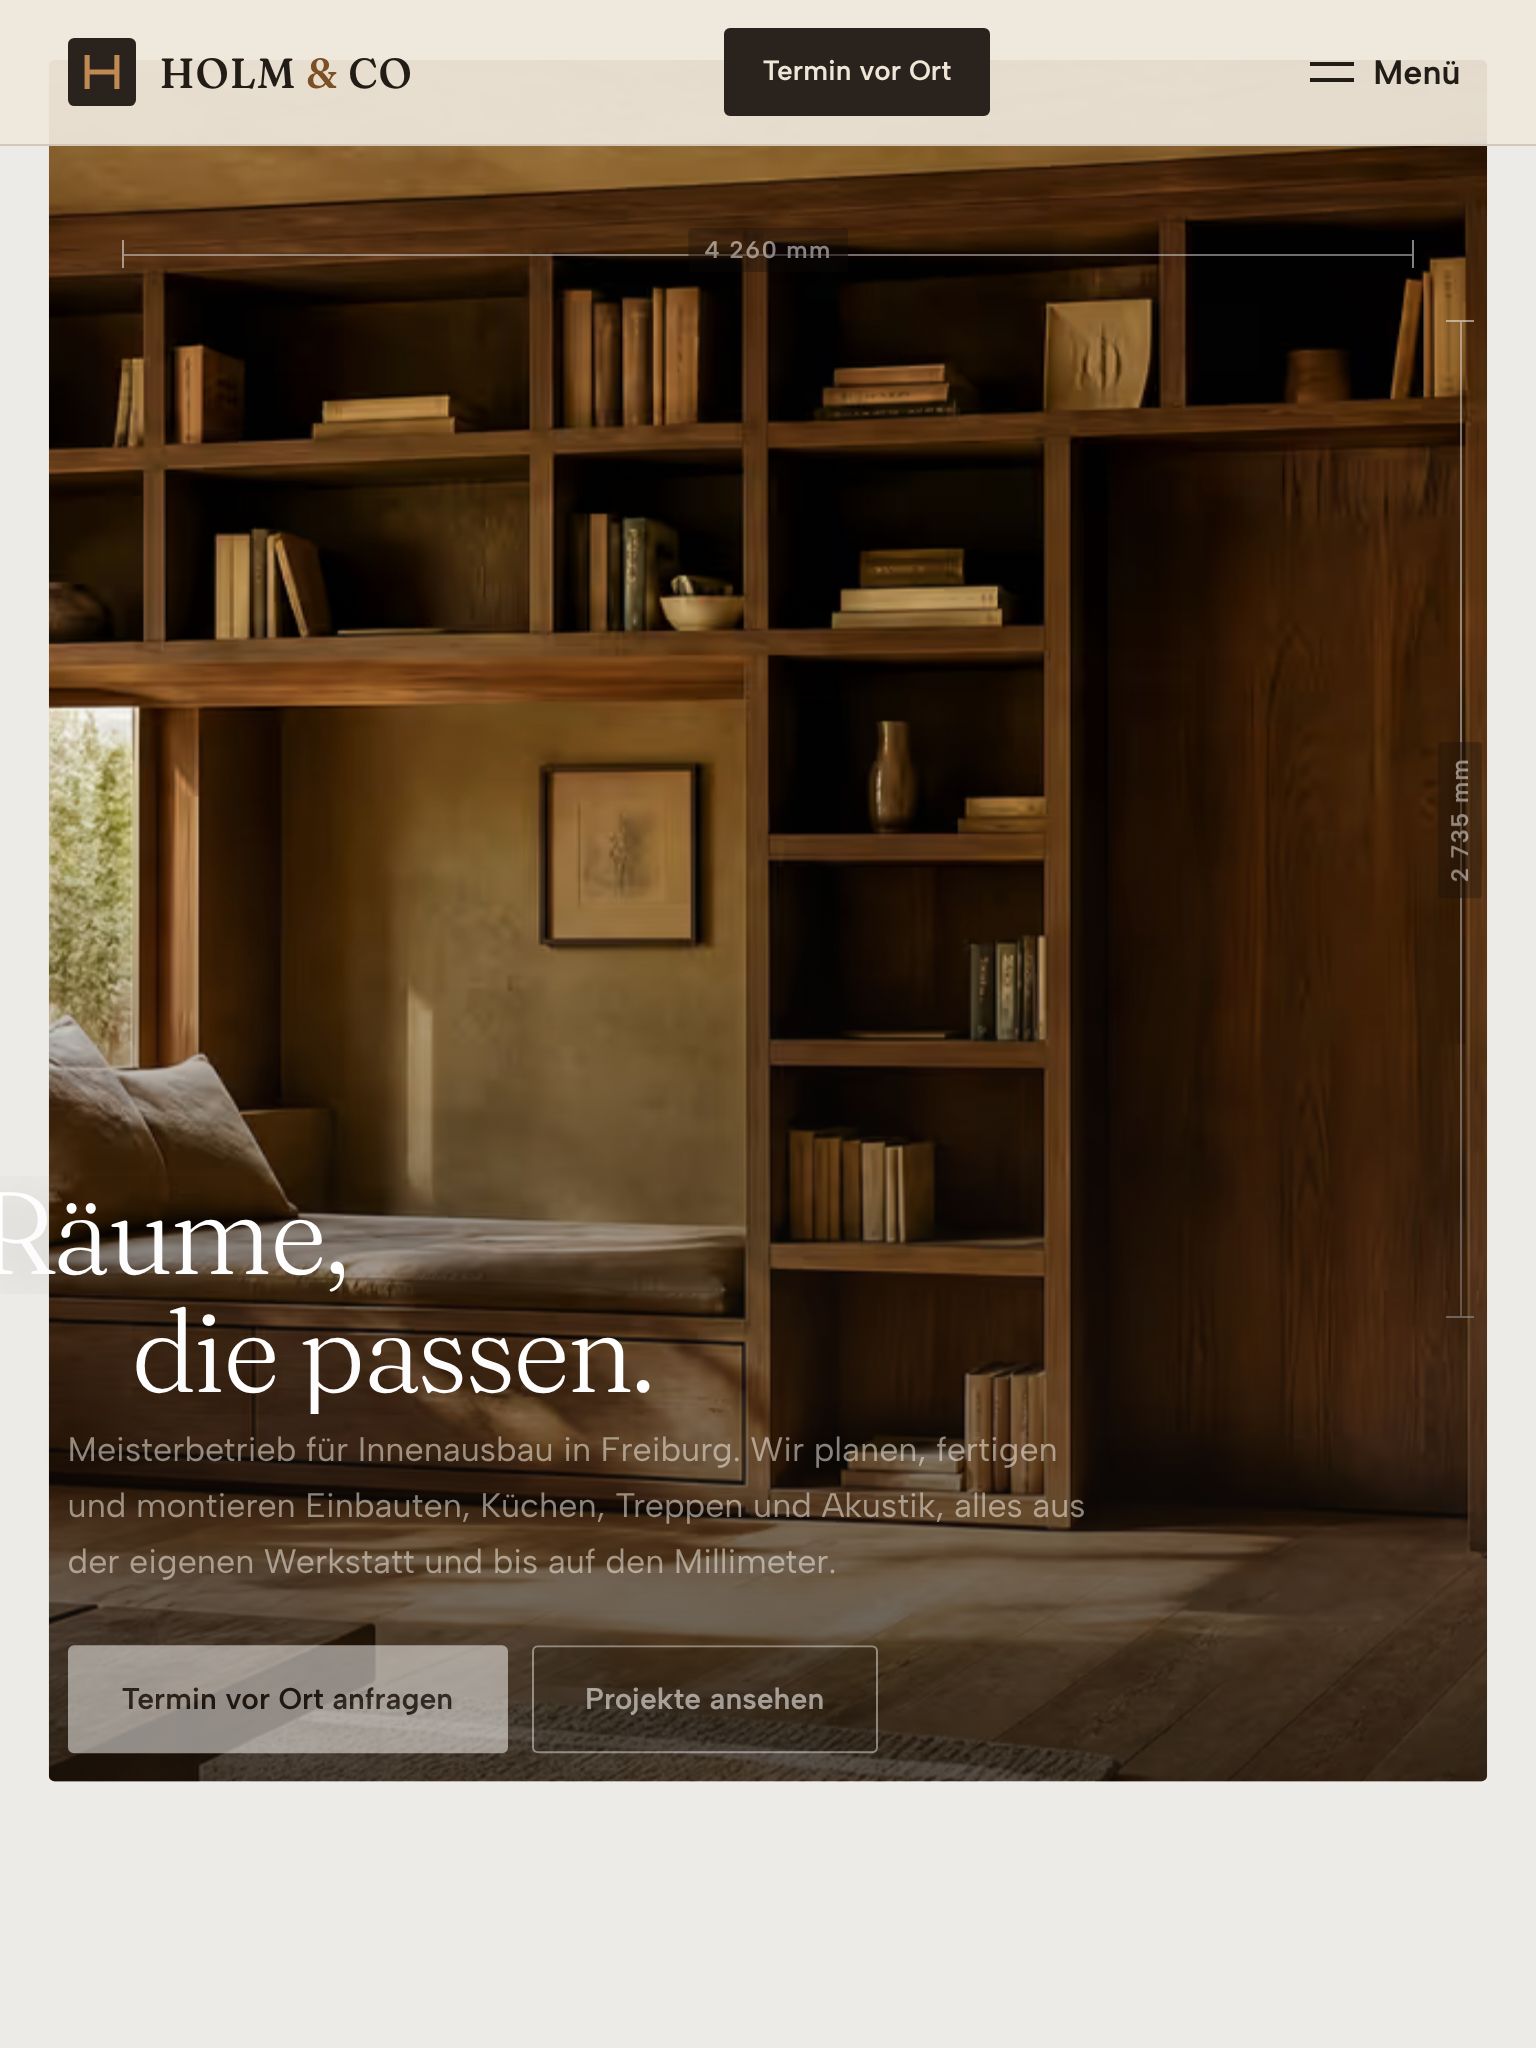 H HOLM & CO
Termin vor Ort
Menü
4 260 mm
2 735 mm
Räume,
die passen.
Meisterbetrieb für Innenausbau in Freiburg. Wir planen, fertigen
und montieren Einbauten, Küchen, Treppen und Akustik, alles aus
der eigenen Werkstatt und bis auf den Millimeter.
Termin vor Ort anfragen
Projekte ansehen